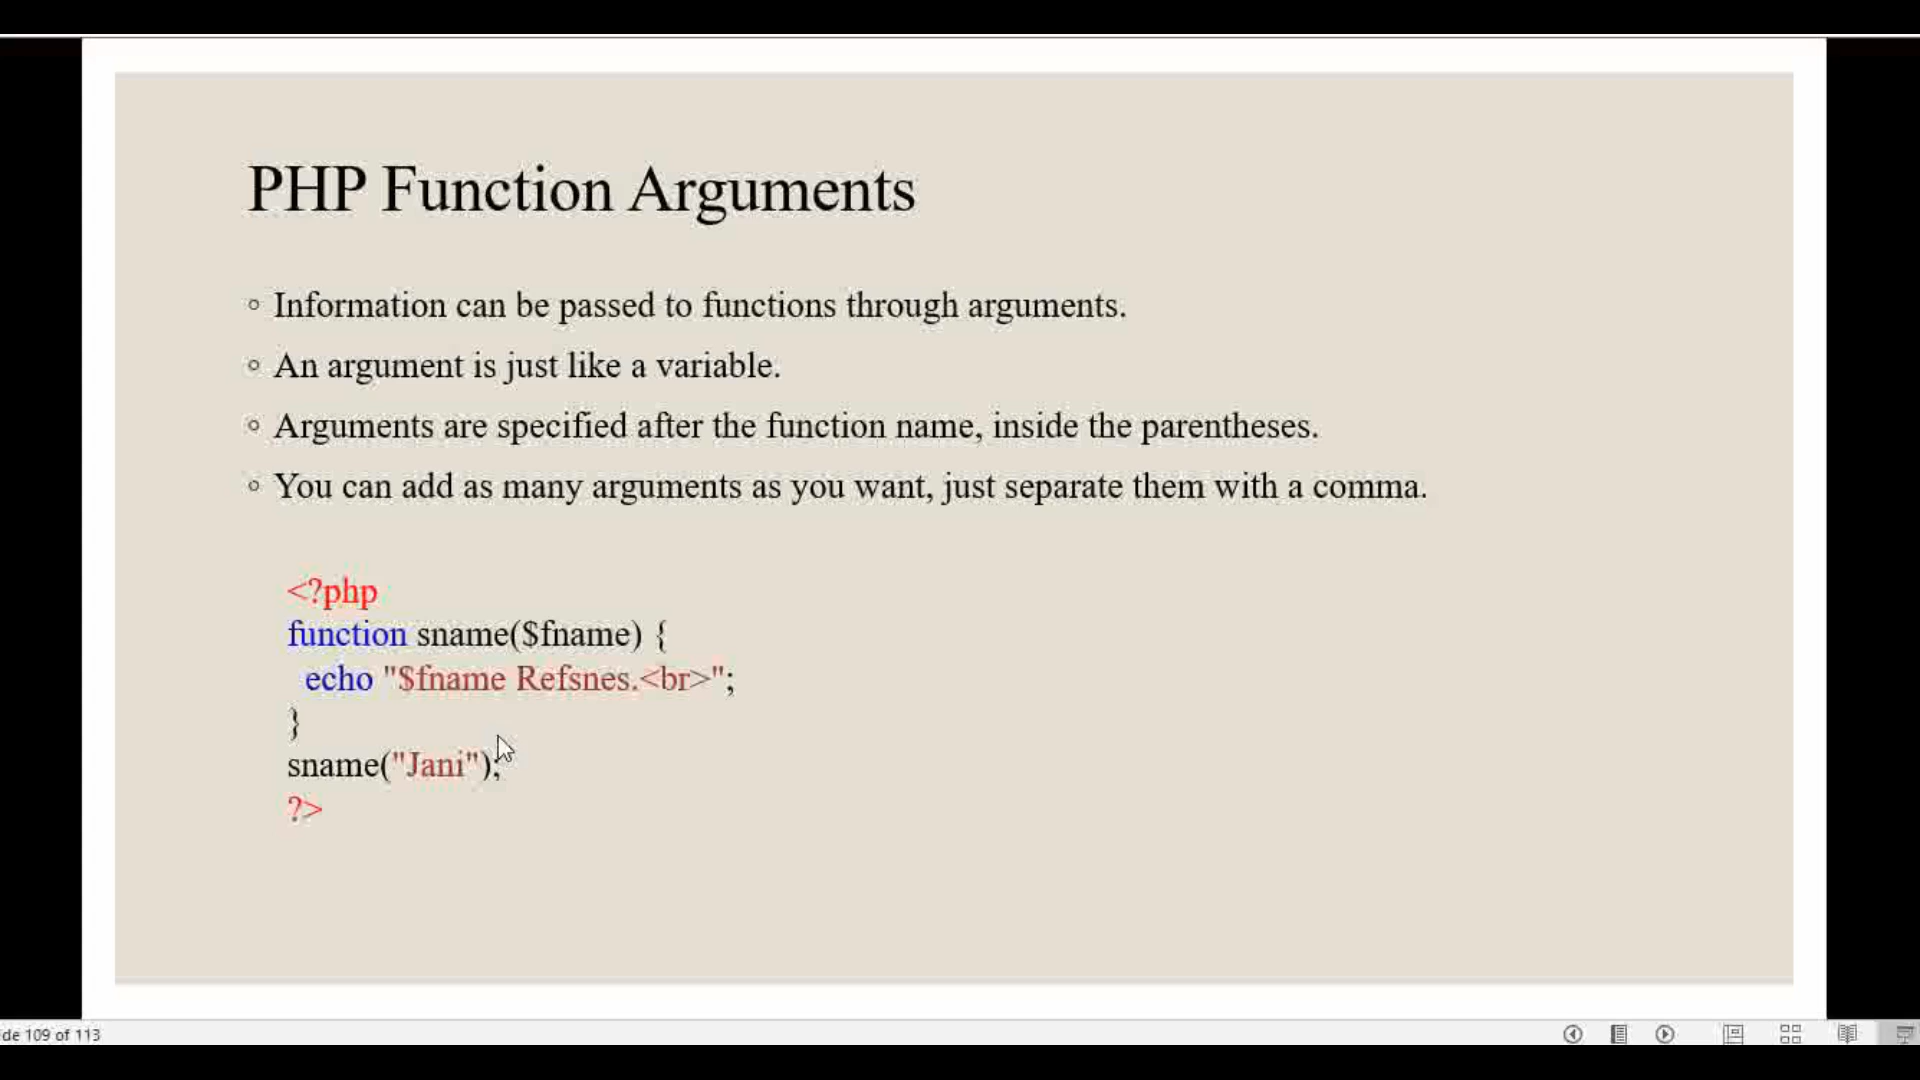 PHP Function Arguments
◦ Information can be passed to functions through arguments.
◦ An argument is just like a variable.
◦ Arguments are specified after the function name, inside the parentheses.
◦ You can add as many arguments as you want, just separate them with a comma.
<?php
function sname($fname) {
echo "$fname Refsnes.<br>";
}
sname("Jani");
?>
de 109 of 113